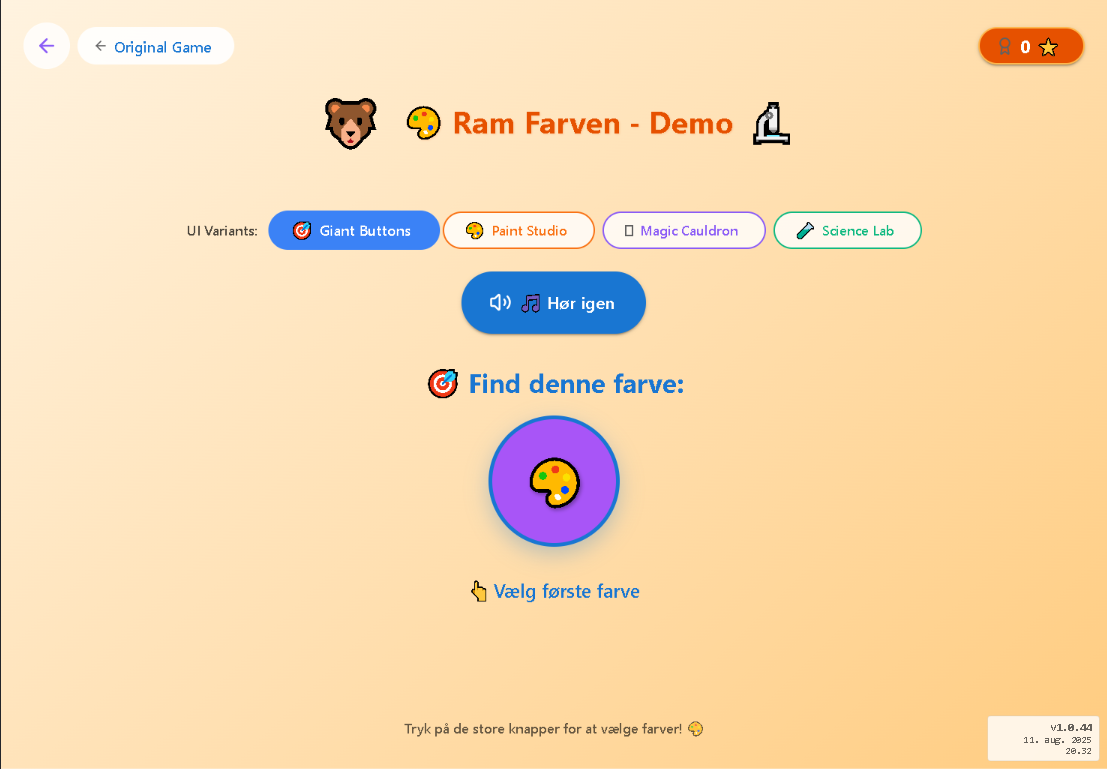 Original Game
0
Ram Farven - Demo
UI Variants:
Giant Buttons
Paint Studio
Magic Cauldron
Science Lab
Hør igen
Find denne farve:
Vælg første farve
Tryk på de store knapper for at vælge farver!
v1.0.44
11. aug. 2025
20.32